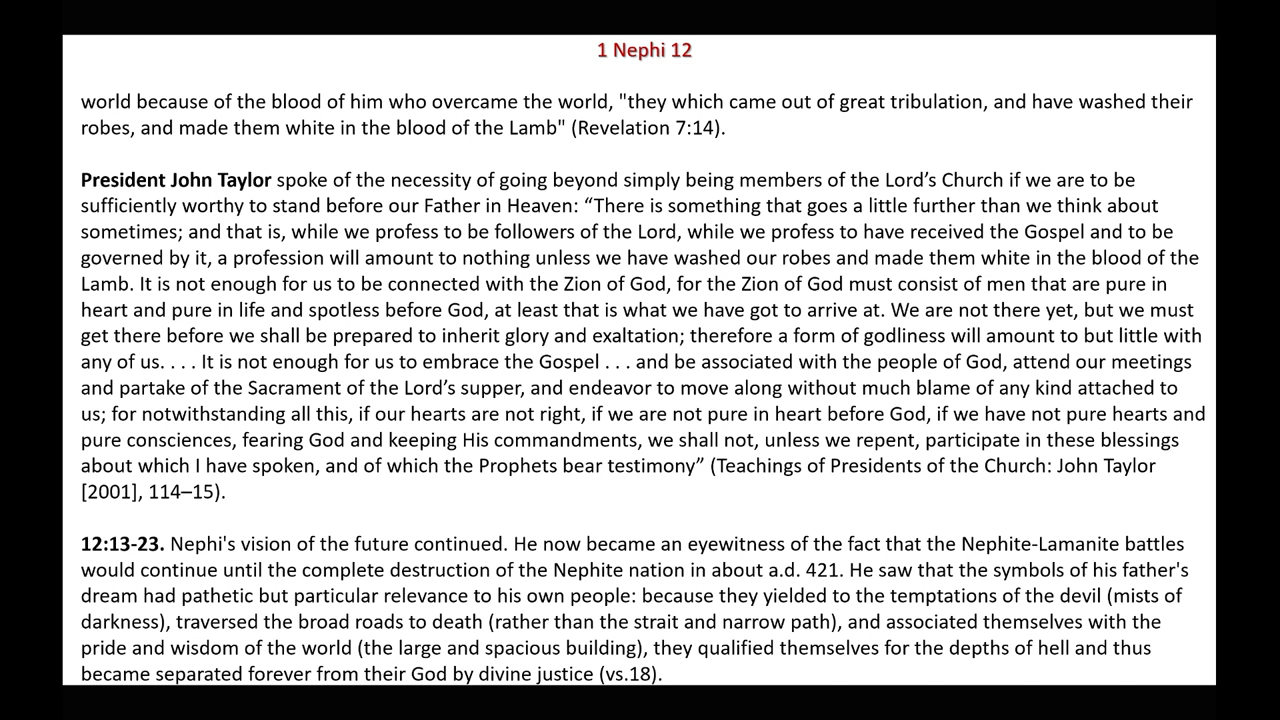 1 Nephi 12
world because of the blood of him who overcame the world, "they which came out of great tribulation, and have washed their
robes, and made them white in the blood of the Lamb" (Revelation 7:14).
President John Taylor spoke of the necessity of going beyond simply being members of the Lord’s Church if we are to be
sufficiently worthy to stand before our Father in Heaven: “There is something that goes a little further than we think about
sometimes; and that is, while we profess to be followers of the Lord, while we profess to have received the Gospel and to be
governed by it, a profession will amount to nothing unless we have washed our robes and made them white in the blood of the
Lamb. It is not enough for us to be connected with the Zion of God, for the Zion of God must consist of men that are pure in
heart and pure in life and spotless before God, at least that is what we have got to arrive at. We are not there yet, but we must
get there before we shall be prepared to inherit glory and exaltation; therefore a form of godliness will amount to but little with
any of us. . . . It is not enough for us to embrace the Gospel . . . and be associated with the people of God, attend our meetings
and partake of the Sacrament of the Lord’s supper, and endeavor to move along without much blame of any kind attached to
us; for notwithstanding all this, if our hearts are not right, if we are not pure in heart before God, if we have not pure hearts and
pure consciences, fearing God and keeping His commandments, we shall not, unless we repent, participate in these blessings
about which I have spoken, and of which the Prophets bear testimony” (Teachings of Presidents of the Church: John Taylor
[2001], 114–15).
12:13-23. Nephi's vision of the future continued. He now became an eyewitness of the fact that the Nephite-Lamanite battles
would continue until the complete destruction of the Nephite nation in about a.d. 421. He saw that the symbols of his father's
dream had pathetic but particular relevance to his own people: because they yielded to the temptations of the devil (mists of
darkness), traversed the broad roads to death (rather than the strait and narrow path), and associated themselves with the
pride and wisdom of the world (the large and spacious building), they qualified themselves for the depths of hell and thus
became separated forever from their God by divine justice (vs.18).